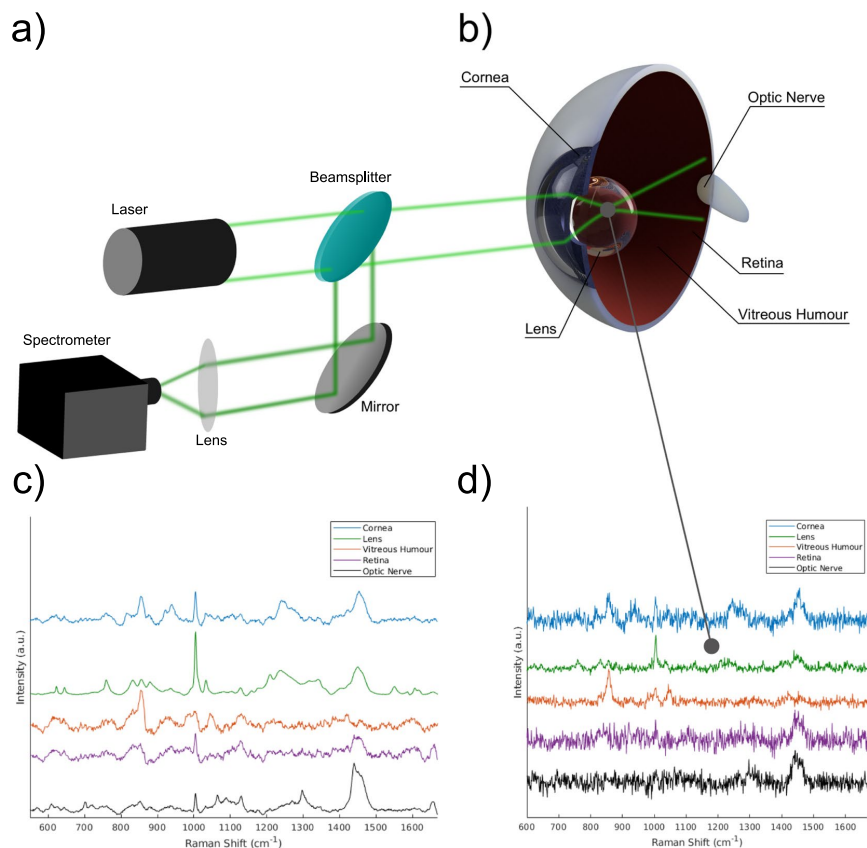 a)
b)
Cornea
Optic Nerve
Beamsplitter
Laser
Retina
Vitreous Humour
Lens
Spectrometer
Mirror
Lens
c)
d)
Cornea
Lens
Vitreous Humour
Retina
Optic Nerve
Intensity (a.u.)
600 700 800 900 1000 1100 1200 1300 1400 1500 1600
Raman Shift (cm-1)
Cornea
Lens
Vitreous Humour
Retina
Optic Nerve
Intensity (a.u.)
600 700 800 900 1000 1100 1200 1300 1400 1500 1600
Raman Shift (cm-1)